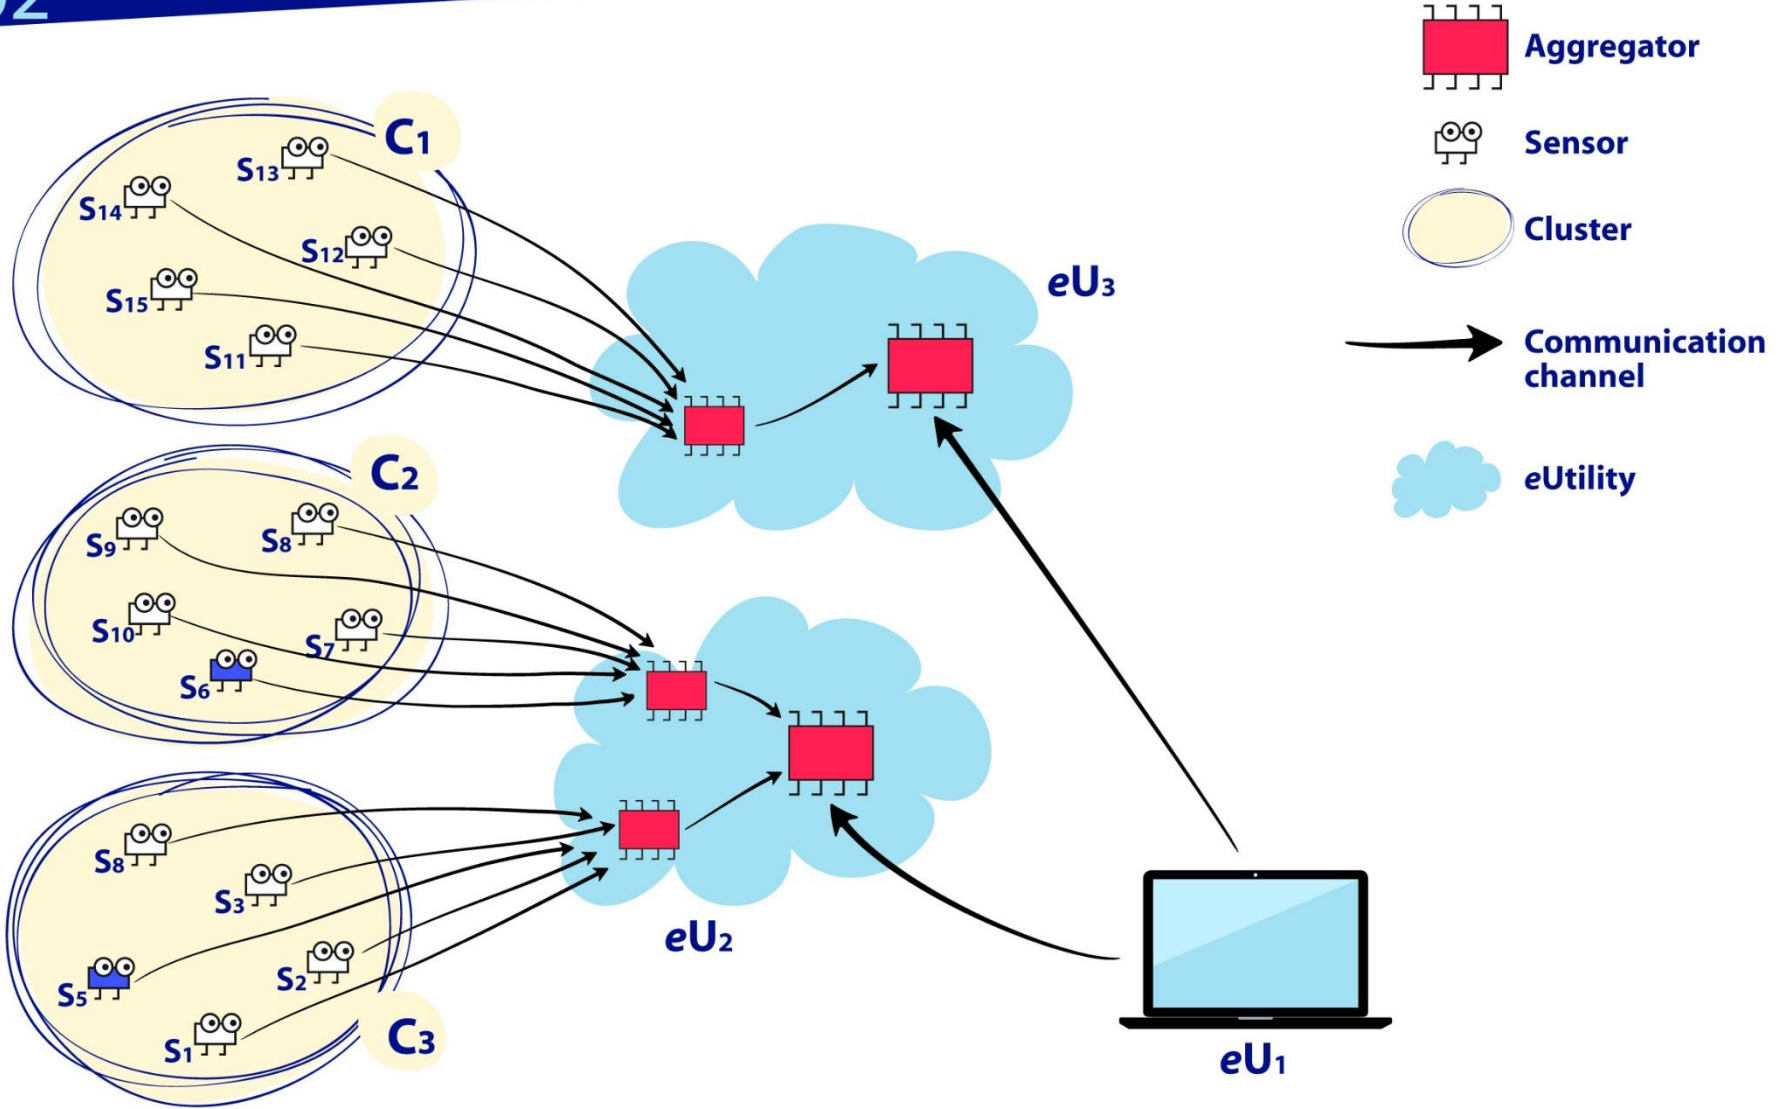 Aggregator
Sensor
Cluster
Communication
channel
eUtility
C1
S13
S14
S12
S15
S11
eU3
C2
S9
S8
S10
S7
S6
S8
S3
S5
S2
S1
C3
eU2
eU1